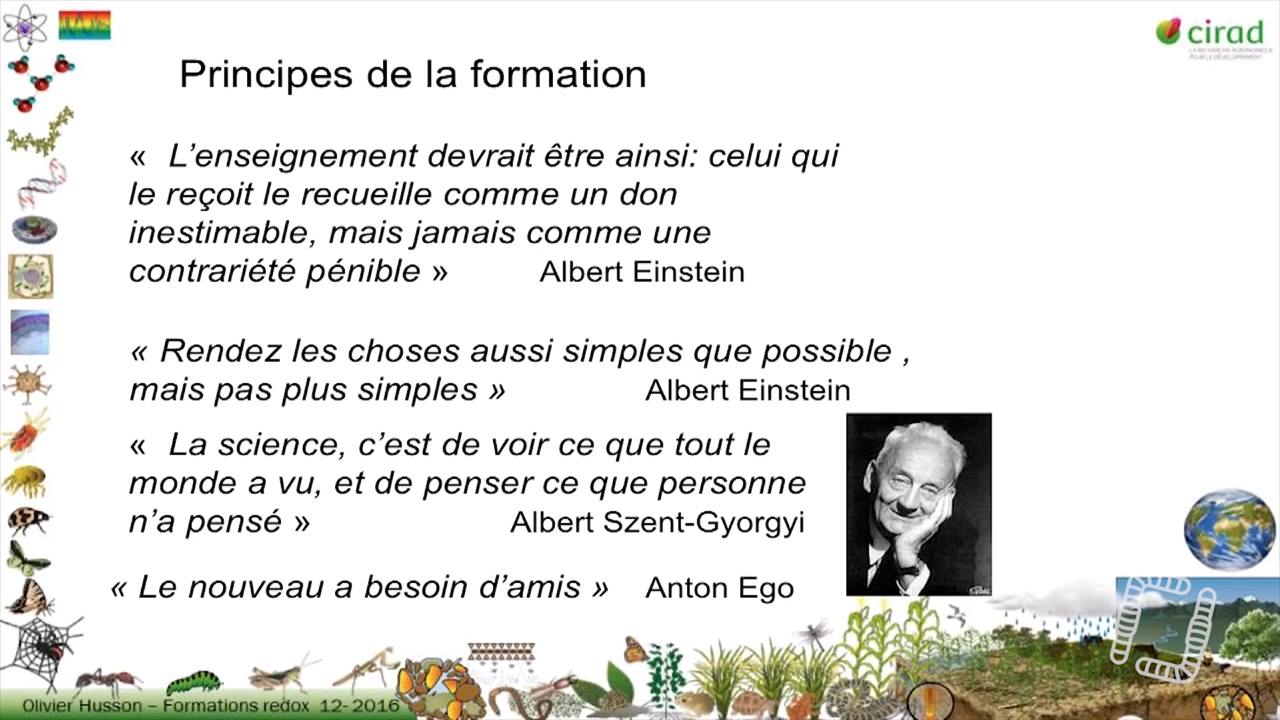 cirad
LA RECHERCHE AGRONOMIQUE
POUR LE DÉVELOPPEMENT
Principes de la formation
« L’enseignement devrait être ainsi: celui qui
le reçoit le recueille comme un don
inestimable, mais jamais comme une
contrariété pénible » Albert Einstein
« Rendez les choses aussi simples que possible ,
mais pas plus simples » Albert Einstein
« La science, c’est de voir ce que tout le
monde a vu, et de penser ce que personne
n’a pensé » Albert Szent-Gyorgyi
« Le nouveau a besoin d’amis » Anton Ego
Olivier Husson – Formations redox 12- 2016